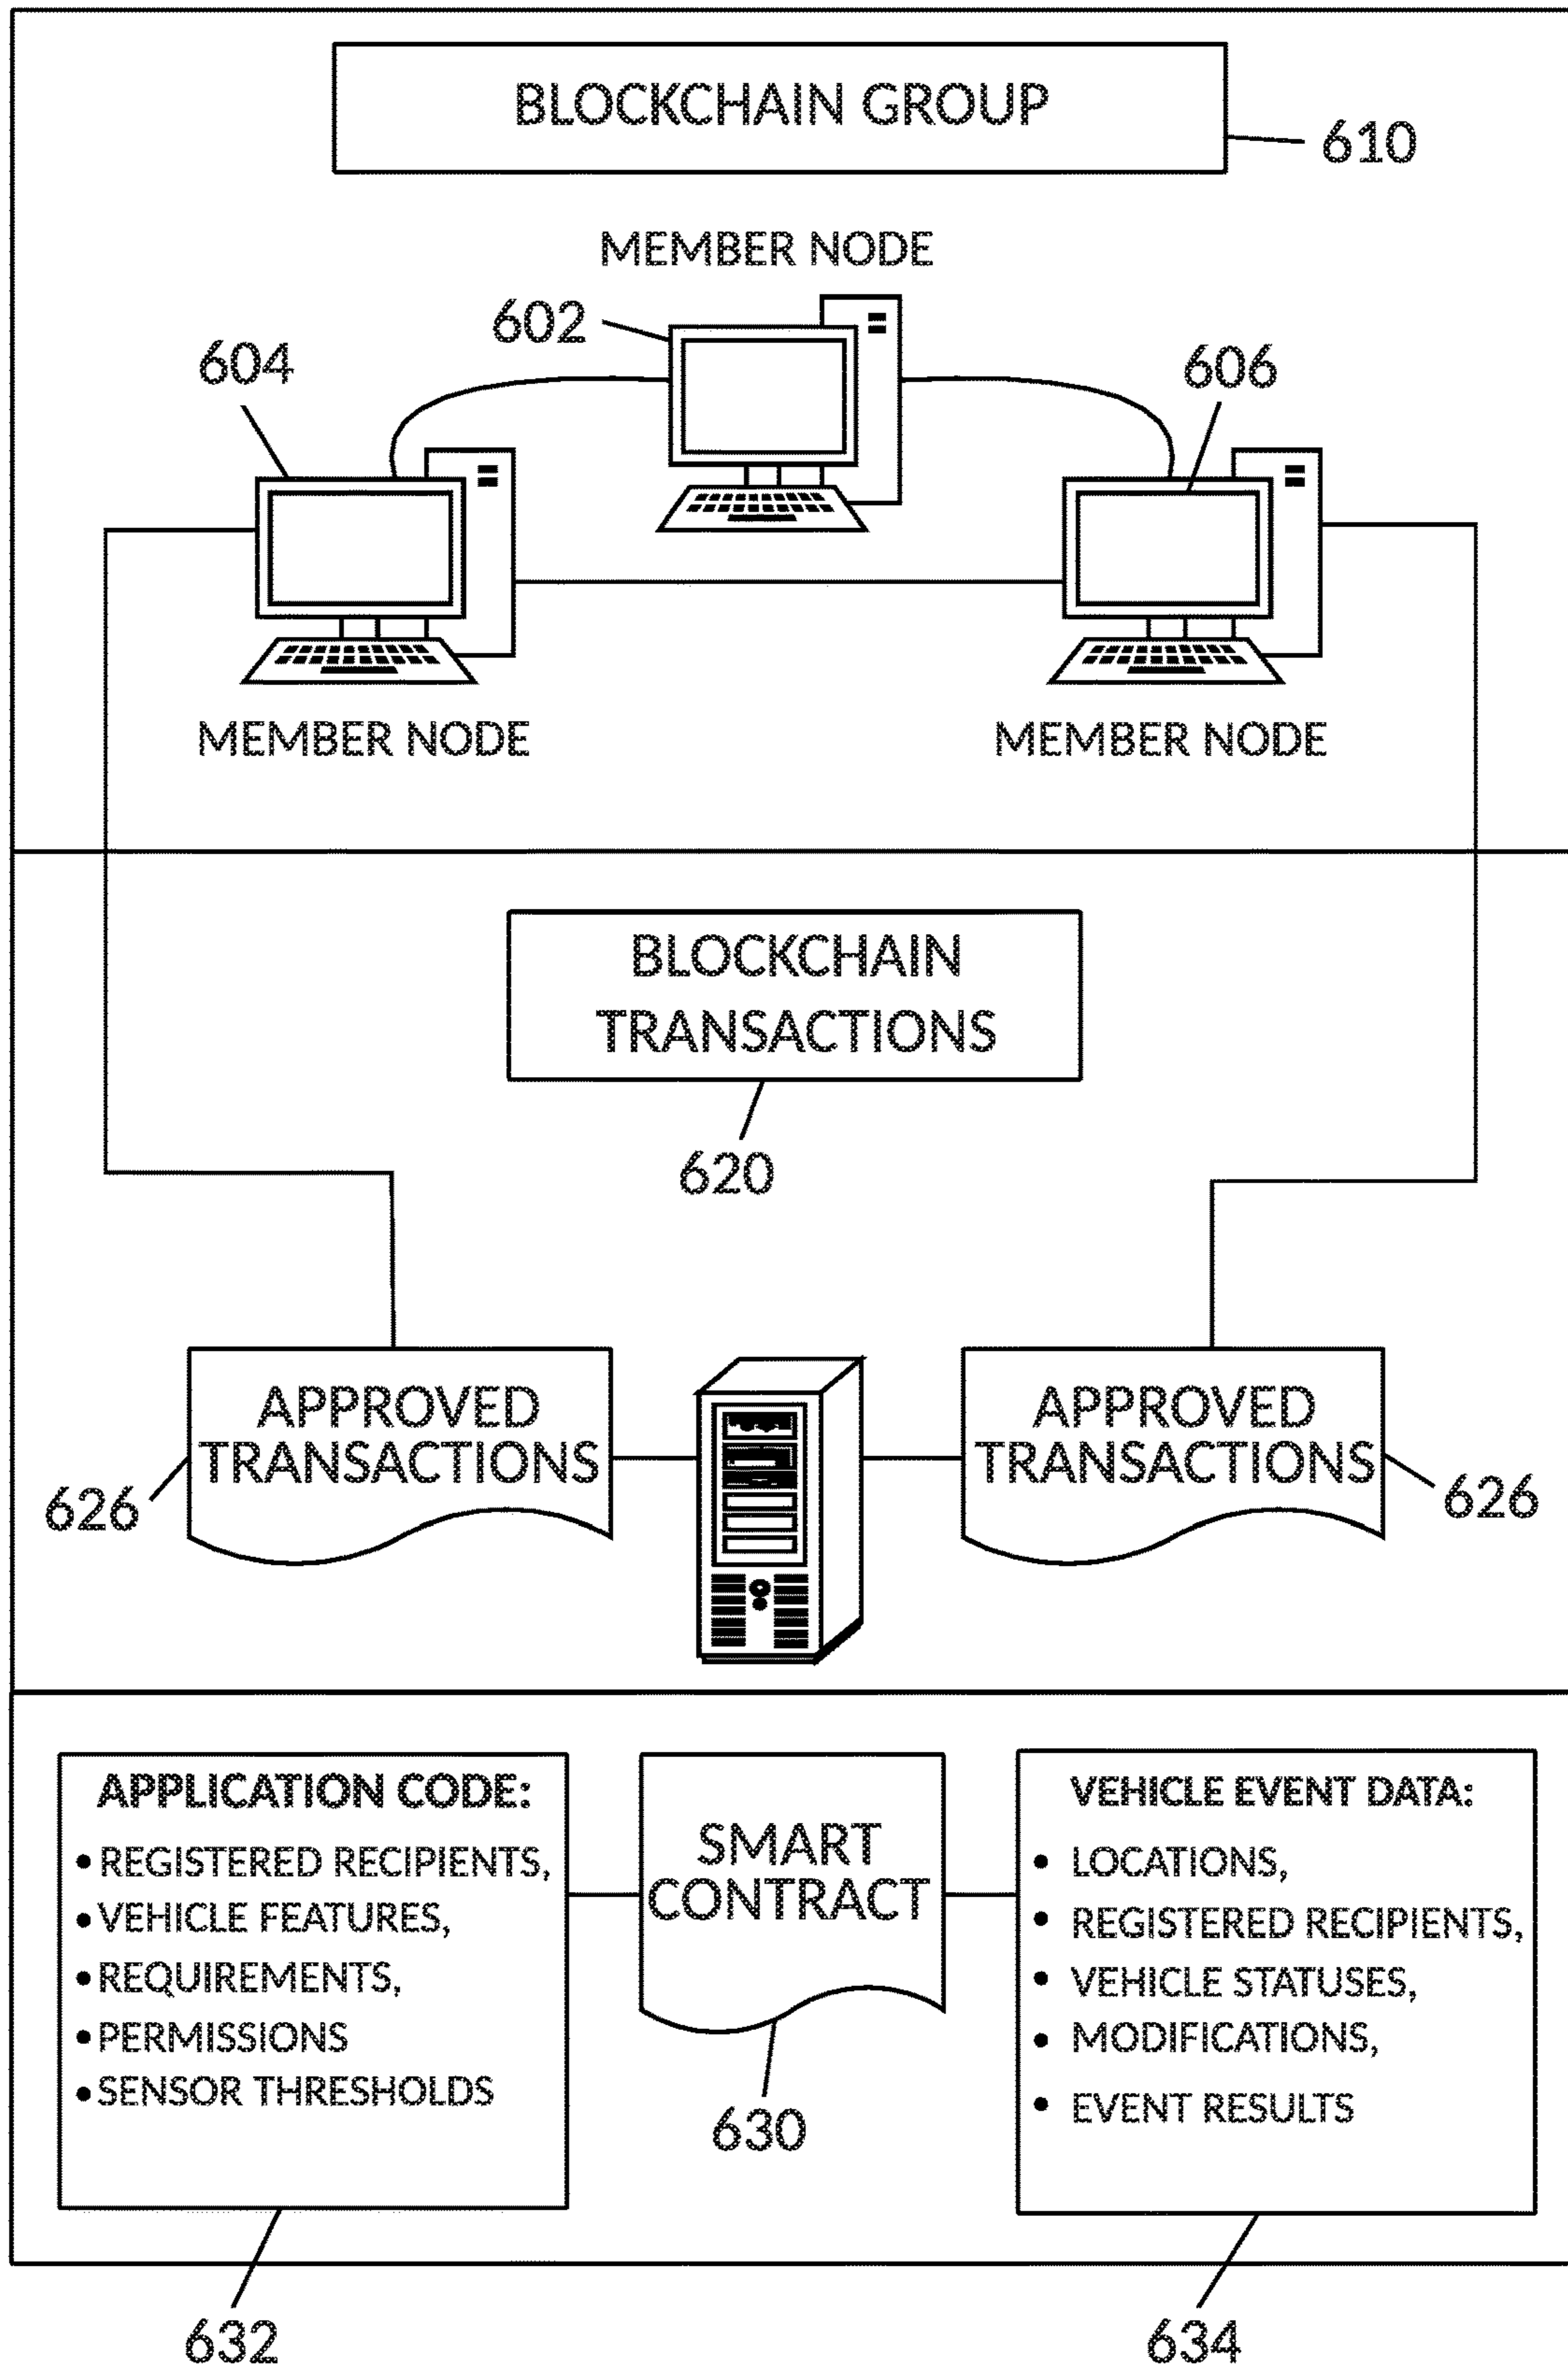 BLOCKCHAIN GROUP
610
MEMBER NODE
602
604
606
MEMBER NODE
MEMBER NODE
BLOCKCHAIN
TRANSACTIONS
620
APPROVED
TRANSACTIONS
626
APPROVED
TRANSACTIONS
626
APPLICATION CODE:
• REGISTERED RECIPIENTS,
• VEHICLE FEATURES,
• REQUIREMENTS,
• PERMISSIONS
• SENSOR THRESHOLDS
SMART
CONTRACT
630
VEHICLE EVENT DATA:
• LOCATIONS,
• REGISTERED RECIPIENTS,
• VEHICLE STATUSES,
• MODIFICATIONS,
• EVENT RESULTS
632
634